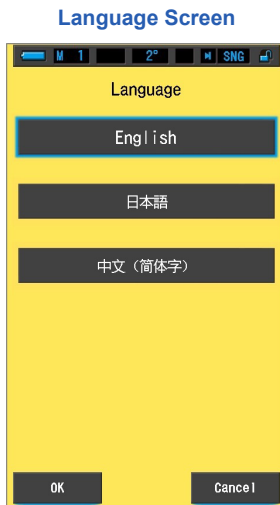 Language Screen
M 1 2° SNG
Language
English
日本語
中文（简体字）
OK Cancel